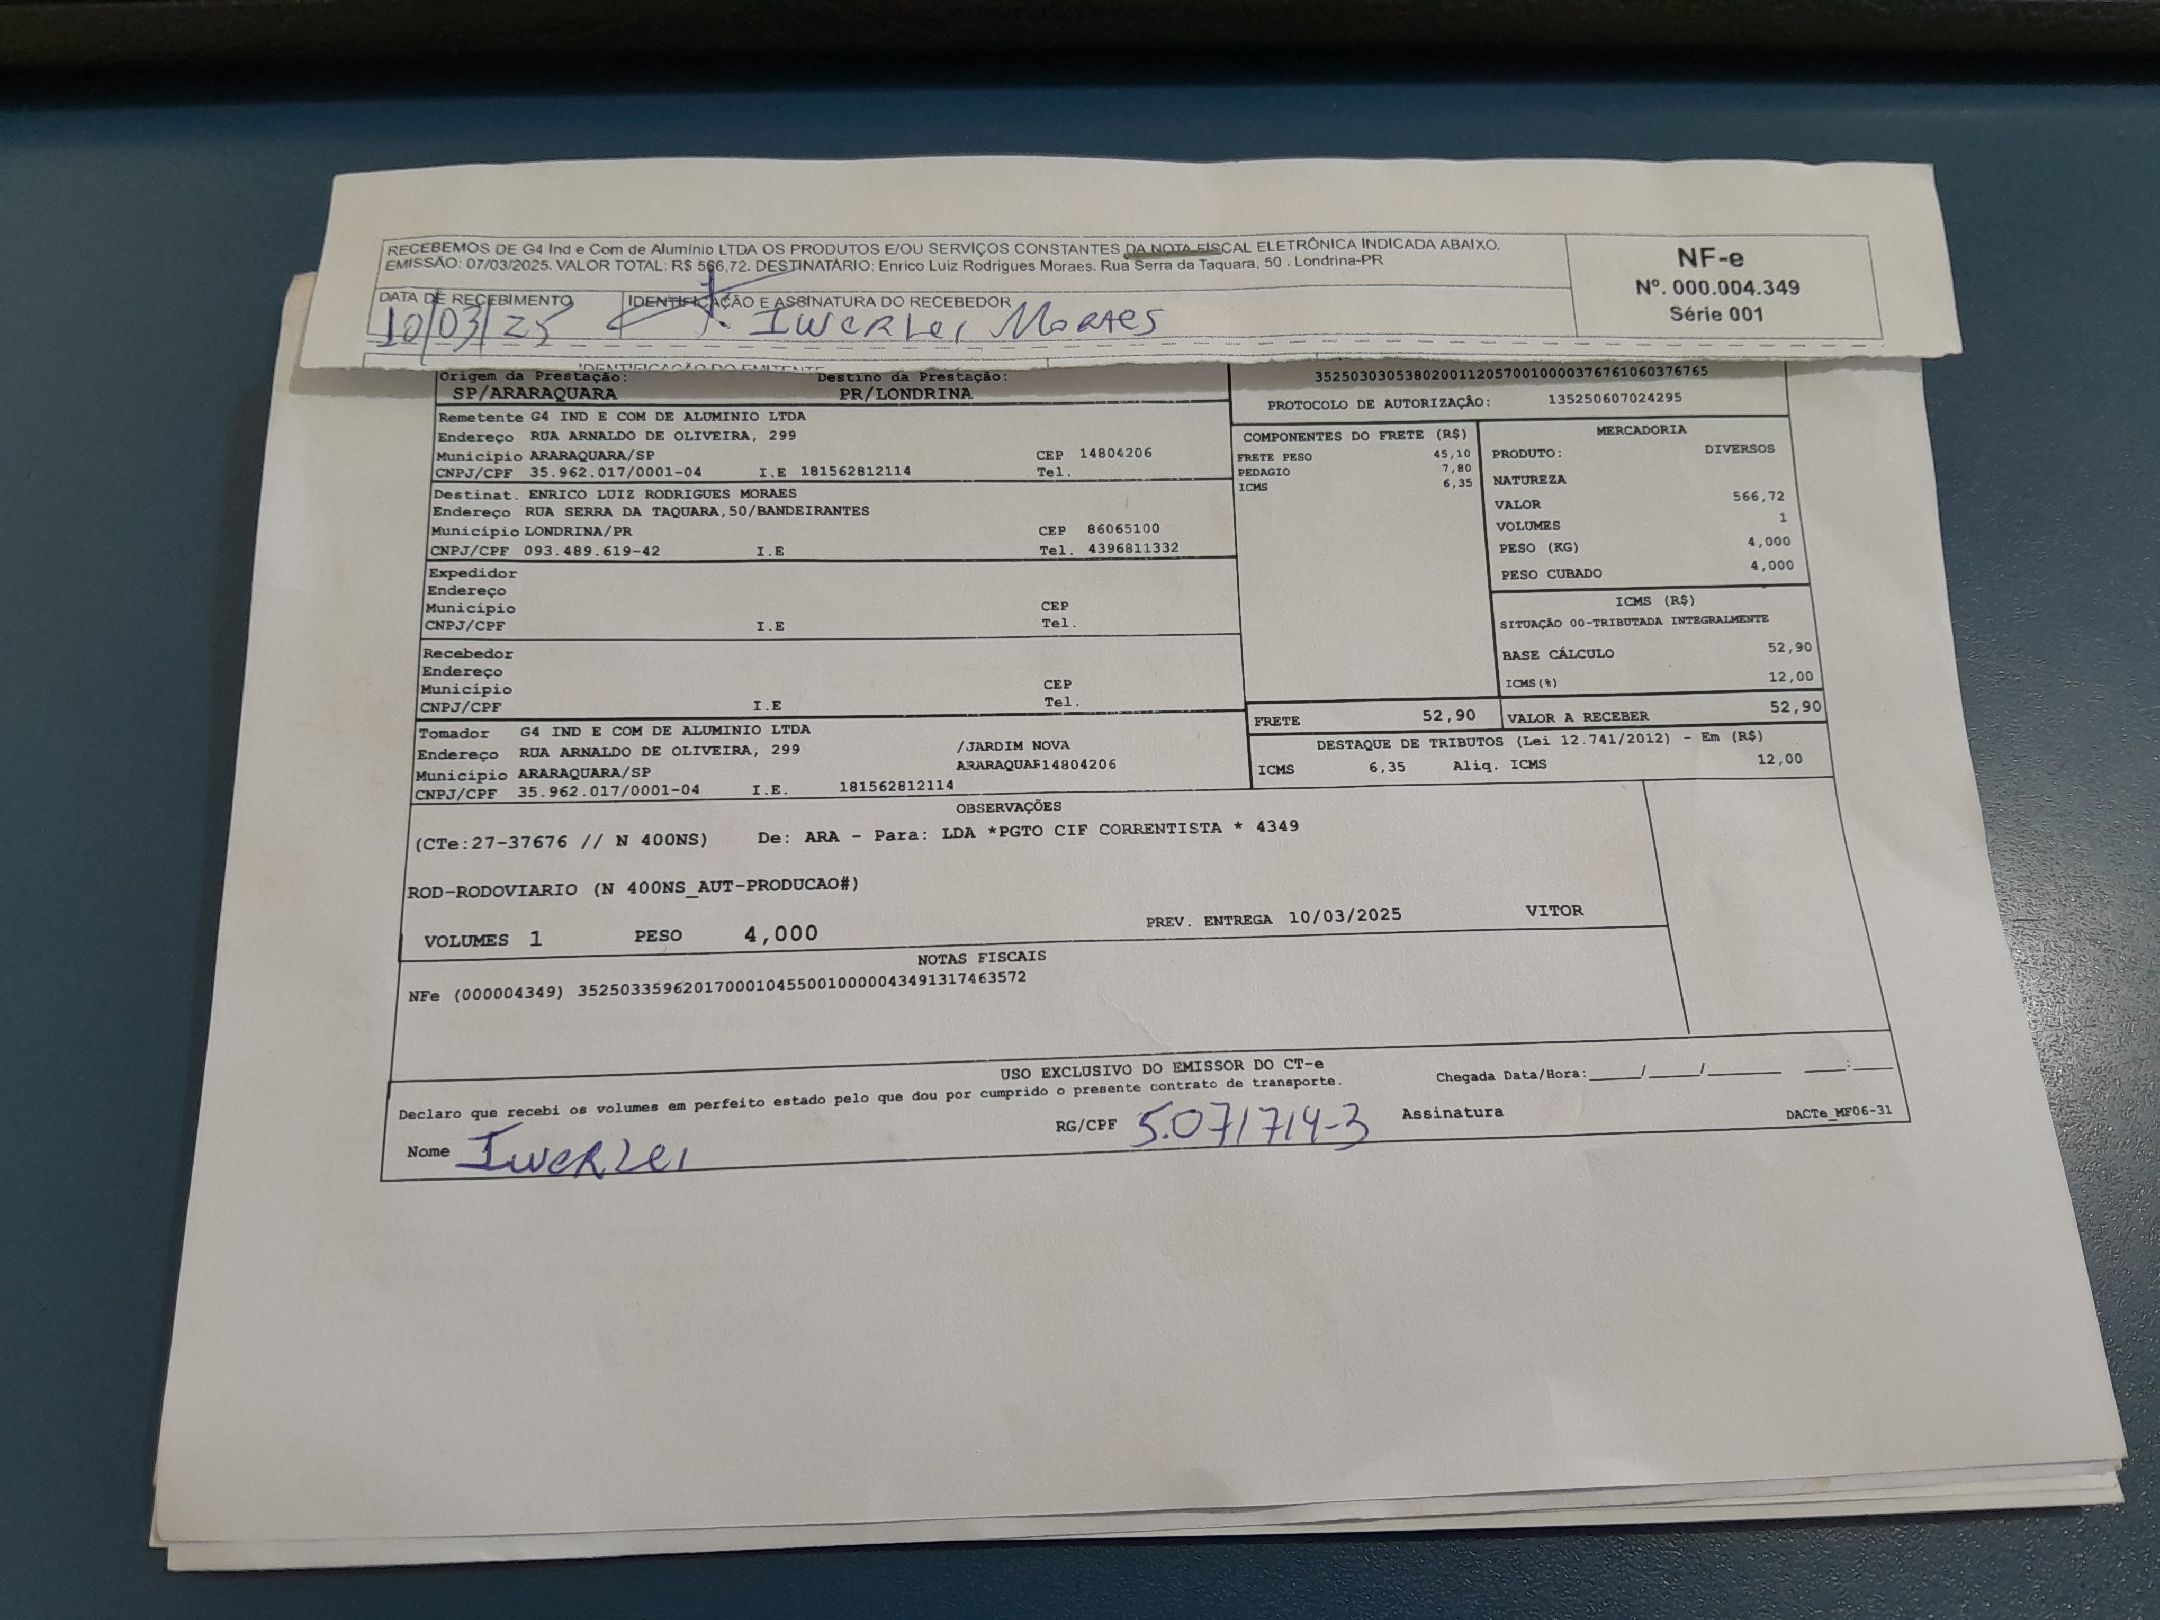 RECEBEMOS DE G4 Ind e Com de Alumínio LTDA OS PRODUTOS E/OU SERVIÇOS CONSTANTES DA NOTA FISCAL ELETRÔNICA INDICADA ABAIXO.
EMISSÃO: 07/03/2025. VALOR TOTAL: R$ 566,72. DESTINATÁRIO: Enrico Luiz Rodrigues Moraes. Rua Serra da Taquara, 50 . Londrina-PR
NF-e
Nº. 000.004.349
Série 001
DATA DE RECEBIMENTO
10/03/25
IDENTIFICAÇÃO E ASSINATURA DO RECEBEDOR
Iwerlei Moraes
IDENTIFICAÇÃO DO EMITENTE
Origem da Prestação: Destino da Prestação:
SP/ARARAQUARA PR/LONDRINA
35250303053802001120570010000376761060376765
PROTOCOLO DE AUTORIZAÇÃO: 135250607024295
Remetente G4 IND E COM DE ALUMINIO LTDA
Endereço RUA ARNALDO DE OLIVEIRA, 299
Município ARARAQUARA/SP CEP 14804206
CNPJ/CPF 35.962.017/0001-04 I.E 181562812114 Tel.
Destinat. ENRICO LUIZ RODRIGUES MORAES
Endereço RUA SERRA DA TAQUARA,50/BANDEIRANTES
Município LONDRINA/PR CEP 86065100
CNPJ/CPF 093.489.619-42 I.E Tel. 4396811332
Expedidor
Endereço
Município CEP
CNPJ/CPF I.E Tel.
Recebedor
Endereço
Município CEP
CNPJ/CPF I.E Tel.
Tomador G4 IND E COM DE ALUMINIO LTDA
Endereço RUA ARNALDO DE OLIVEIRA, 299 /JARDIM NOVA
Município ARARAQUARA/SP ARARAQUAR14804206
CNPJ/CPF 35.962.017/0001-04 I.E. 181562812114
COMPONENTES DO FRETE (R$)
FRETE PESO 45,10
PEDAGIO 7,80
ICMS 6,35
MERCADORIA
PRODUTO: DIVERSOS
NATUREZA
VALOR 566,72
VOLUMES 1
PESO (KG) 4,000
PESO CUBADO 4,000
ICMS (R$)
SITUAÇÃO 00-TRIBUTADA INTEGRALMENTE
BASE CÁLCULO 52,90
ICMS(%) 12,00
FRETE 52,90 VALOR A RECEBER 52,90
DESTAQUE DE TRIBUTOS (Lei 12.741/2012) - Em (R$)
ICMS 6,35 Aliq. ICMS 12,00
OBSERVAÇÕES
(CTe:27-37676 // N 400NS) De: ARA - Para: LDA *PGTO CIF CORRENTISTA * 4349
ROD-RODOVIARIO (N 400NS_AUT-PRODUCAO#)
VOLUMES 1 PESO 4,000 PREV. ENTREGA 10/03/2025 VITOR
NOTAS FISCAIS
NFe (000004349) 35250335962017000104550010000043491317463572
USO EXCLUSIVO DO EMISSOR DO CT-e
Declaro que recebi os volumes em perfeito estado pelo que dou por cumprido o presente contrato de transporte. Chegada Data/Hora:_____/_____/_______ ____:____
Nome Iwerlei RG/CPF 5.071714-3 Assinatura DACTe_MF06-31